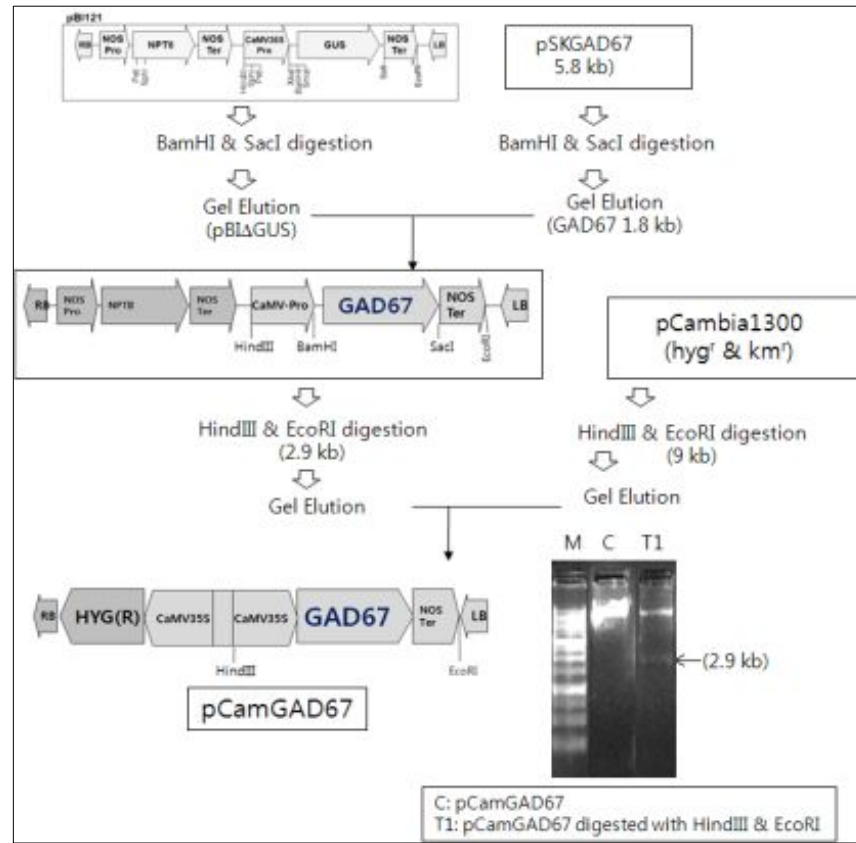 pBI121
RB
NOS
Pro
NPTⅡ
NOS
Ter
CaMV35S
Pro
GUS
NOS
Ter
LB
pSKGAD67
5.8 kb)
BamHI & SacI digestion
BamHI & SacI digestion
Gel Elution
(pBIΔGUS)
Gel Elution
(GAD67 1.8 kb)
RB
NOS
Pro
NPTⅡ
NOS
Ter
CaMV-Pro
GAD67
NOS
Ter
LB
HindⅢ
BamHI
SacI
EcoRI
pCambia1300
(hygʳ & kmʳ)
HindⅢ & EcoRI digestion
(2.9 kb)
HindⅢ & EcoRI digestion
(9 kb)
Gel Elution
Gel Elution
M C T1
RB
HYG(R)
CaMV35S
CaMV35S
GAD67
NOS
Ter
LB
HindⅢ
EcoRI
(2.9 kb)
pCamGAD67
C: pCamGAD67
T1: pCamGAD67 digested with HindⅢ & EcoRI